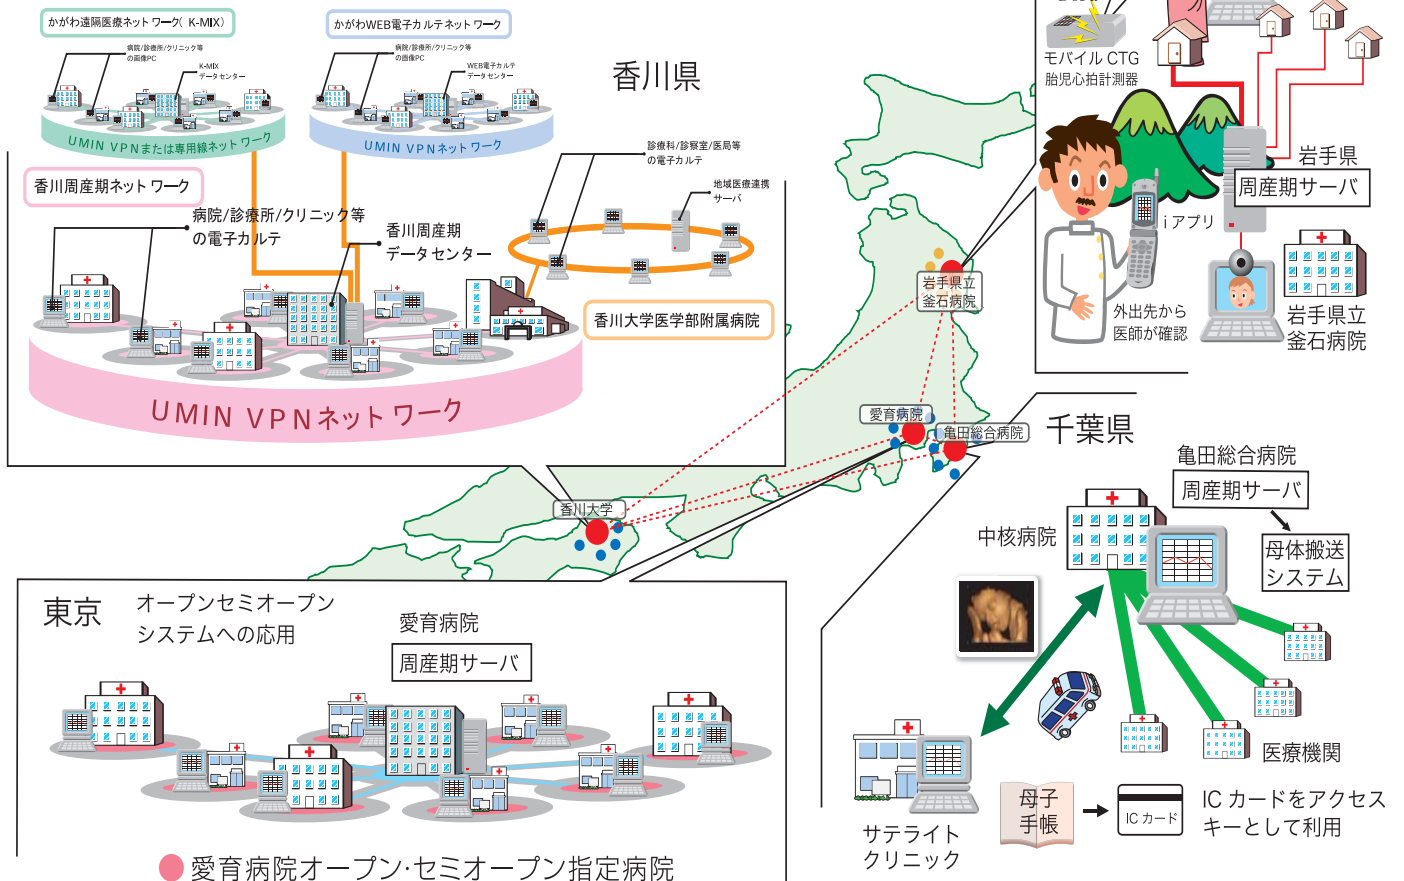 かがわ遠隔医療ネットワーク(K-MIX)
病院/診療所/クリニック等
の画像PC
K-MIX
データセンター
UMIN VPNまたは専用線ネットワーク
かがわWEB電子カルテネットワーク
病院/診療所/クリニック等
の画像PC
WEB電子カルテ
データセンター
UMIN VPNネットワーク
香川県
香川周産期ネットワーク
病院/診療所/クリニック等
の電子カルテ
香川周産期
データセンター
診療科/診察室/医局等
の電子カルテ
地域医療連携
サーバ
香川大学医学部附属病院
UMIN VPNネットワーク
モバイルCTG
胎児心拍計測器
岩手県
周産期サーバ
iアプリ
外出先から
医師が確認
岩手県立
釜石病院
岩手県立
釜石病院
愛育病院
亀田総合病院
香川大学
千葉県
亀田総合病院
周産期サーバ
中核病院
母体搬送
システム
医療機関
サテライト
クリニック
母子
手帳
ICカード
ICカードをアクセス
キーとして利用
東京
オープンセミオープン
システムへの応用
愛育病院
周産期サーバ
愛育病院オープン・セミオープン指定病院